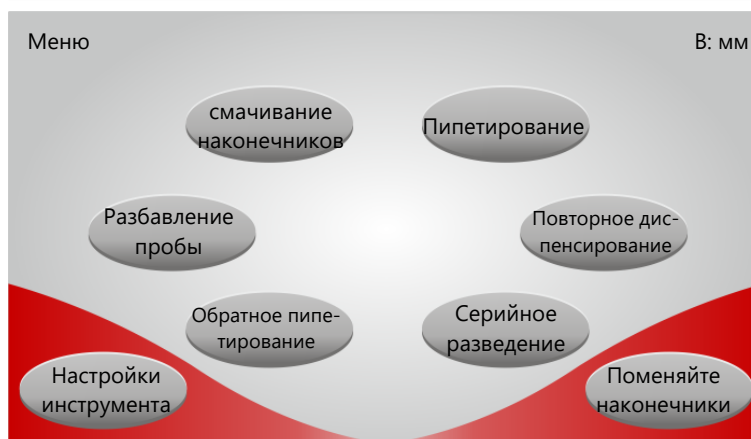 Меню
В: мм
смачивание
наконечников
Пипетирование
Разбавление
пробы
Повторное дис-
пенсирование
Обратное пипе-
тирование
Серийное
разведение
Настройки
инструмента
Поменяйте
наконечники